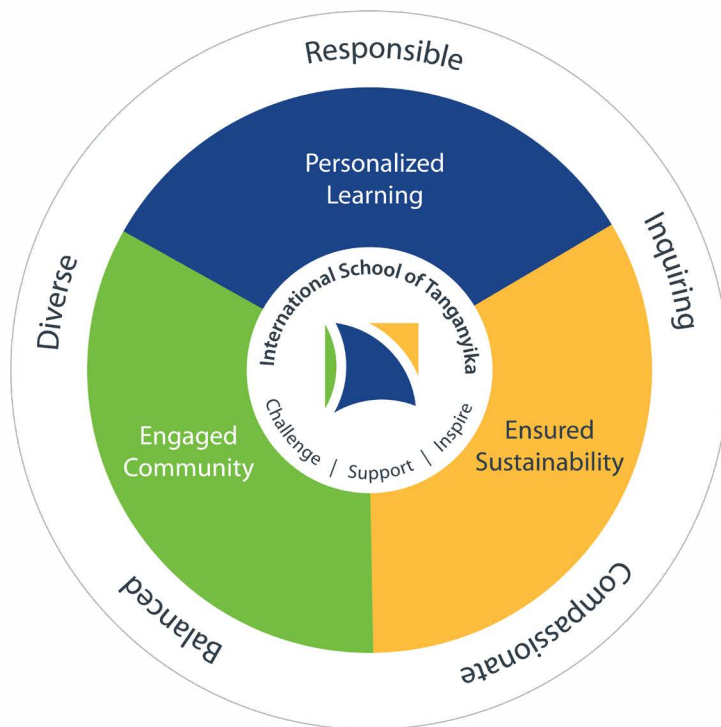 Responsible
Inquiring
Compassionate
Balanced
Diverse
Personalized
Learning
Ensured
Sustainability
Engaged
Community
International School of Tanganyika
Challenge / Support / Inspire